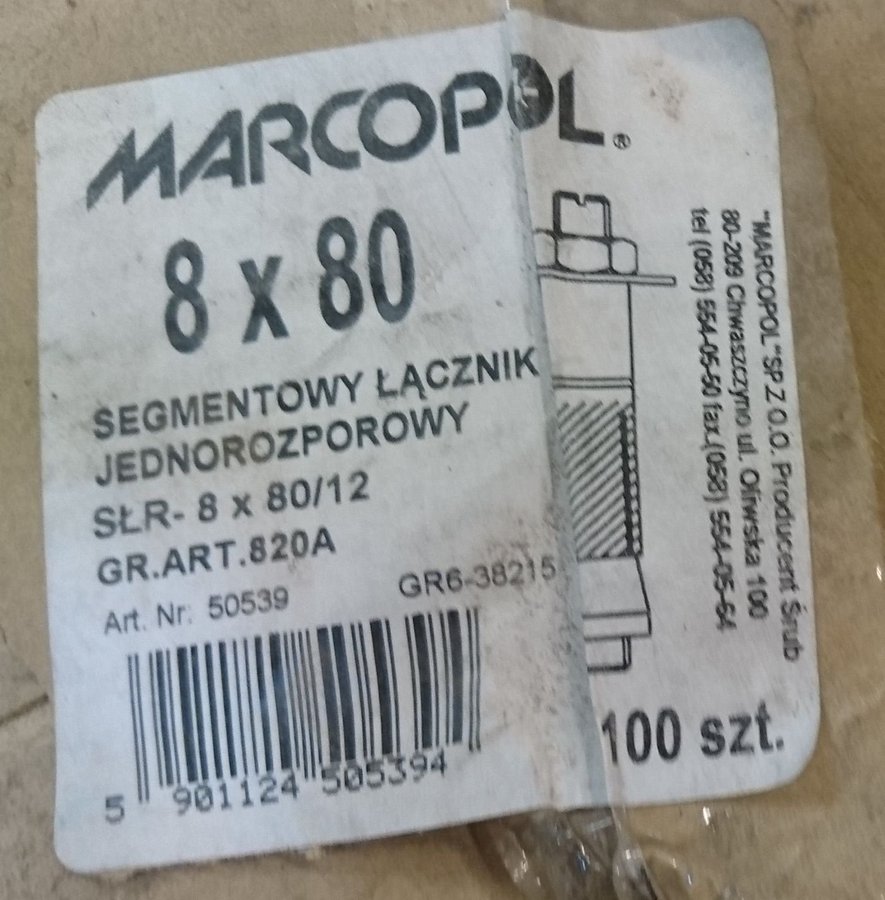 MARCOPOL®
8 x 80
SEGMENTOWY ŁĄCZNIK
JEDNOROZPOROWY
SŁR- 8 x 80/12
GR.ART.820A
Art. Nr. 50539
GR6-38215
5 901124 505394
100 szt.
"MARCOPOL"SP.Z O.O. Producent Śrub
80-209 Chwaszczyno ul. Oliwska 100
tel (058) 554-05-50 fax.(058) 554-05-54